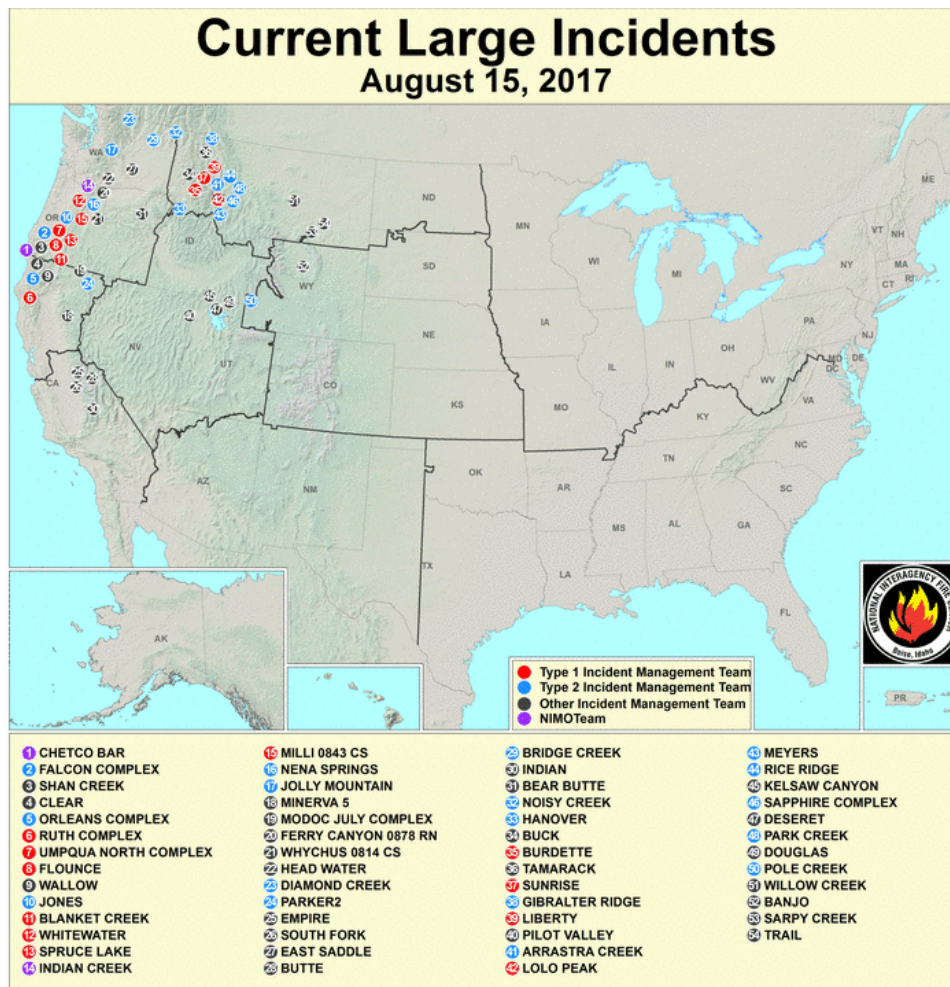 Current Large Incidents
August 15, 2017
WA
OR
ID
NV
UT
CA
AZ
NM
CO
WY
ND
SD
NE
KS
OK
TX
MN
IA
MO
AR
LA
WI
IL
MI
IN
OH
KY
TN
MS
AL
GA
FL
SC
NC
VA
WV
PA
NY
VT
NH
ME
MA
CT
RI
NJ
DE
MD
DC
AK
HI
PR
NATIONAL INTERAGENCY FIRE
Boise, Idaho
Type 1 Incident Management Team
Type 2 Incident Management Team
Other Incident Management Team
NIMOTeam
1 CHETCO BAR
2 FALCON COMPLEX
3 SHAN CREEK
4 CLEAR
5 ORLEANS COMPLEX
6 RUTH COMPLEX
7 UMPQUA NORTH COMPLEX
8 FLOUNCE
9 WALLOW
10 JONES
11 BLANKET CREEK
12 WHITEWATER
13 SPRUCE LAKE
14 INDIAN CREEK
15 MILLI 0843 CS
16 NENA SPRINGS
17 JOLLY MOUNTAIN
18 MINERVA 5
19 MODOC JULY COMPLEX
20 FERRY CANYON 0878 RN
21 WHYCHUS 0814 CS
22 HEAD WATER
23 DIAMOND CREEK
24 PARKER2
25 EMPIRE
26 SOUTH FORK
27 EAST SADDLE
28 BUTTE
29 BRIDGE CREEK
30 INDIAN
31 BEAR BUTTE
32 NOISY CREEK
33 HANOVER
34 BUCK
35 BURDETTE
36 TAMARACK
37 SUNRISE
38 GIBRALTER RIDGE
39 LIBERTY
40 PILOT VALLEY
41 ARRASTRA CREEK
42 LOLO PEAK
43 MEYERS
44 RICE RIDGE
45 KELSAW CANYON
46 SAPPHIRE COMPLEX
47 DESERET
48 PARK CREEK
49 DOUGLAS
50 POLE CREEK
51 WILLOW CREEK
52 BANJO
53 SARPY CREEK
54 TRAIL